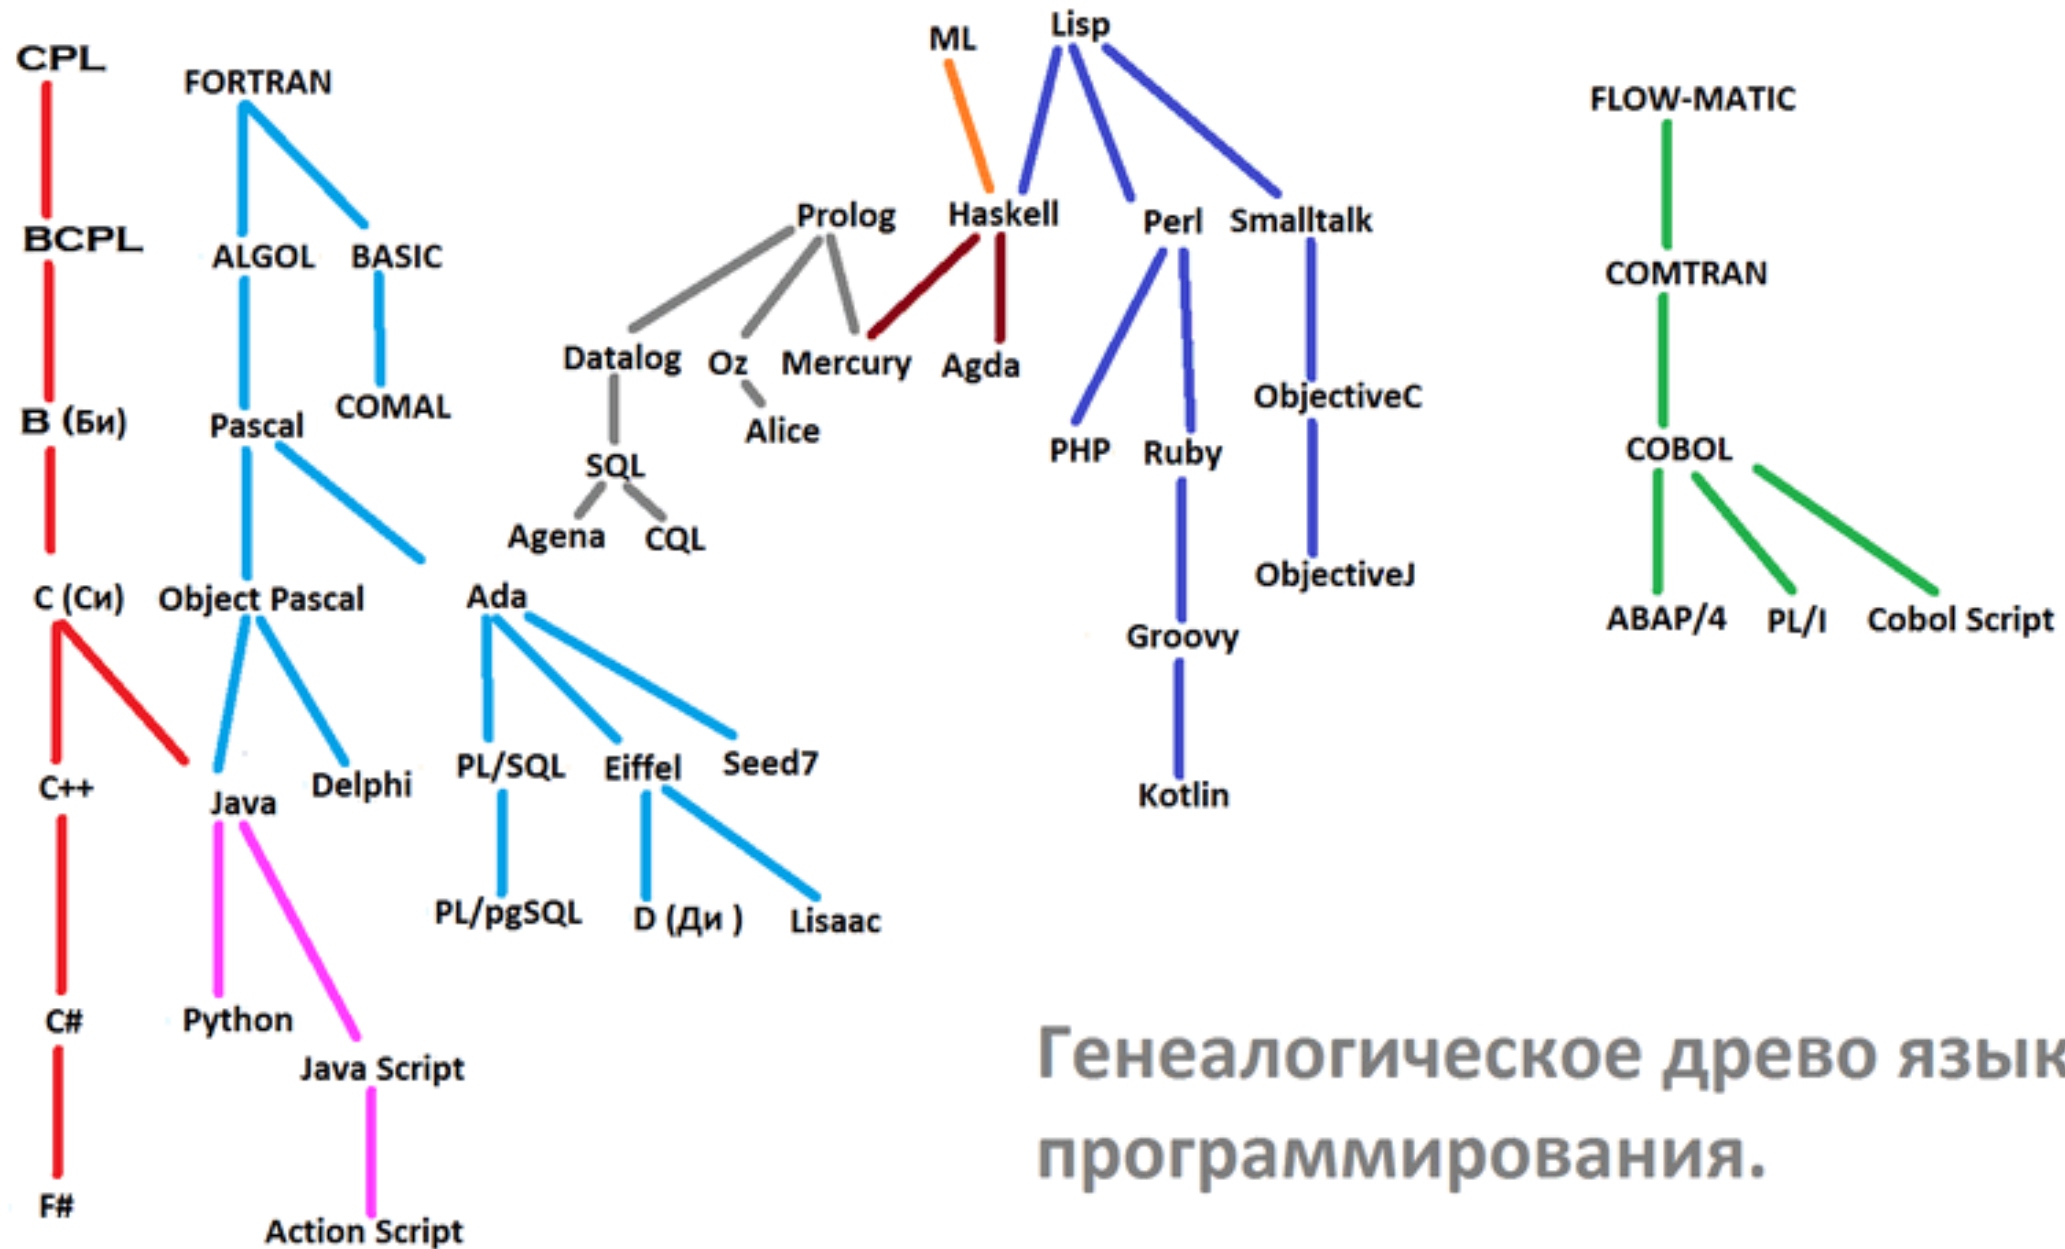 CPL
BCPL
B (Би)
C (Си)
C++
C#
F#
FORTRAN
ALGOL
BASIC
COMAL
Pascal
Object Pascal
Ada
Java
Delphi
PL/SQL
Eiffel
Seed7
PL/pgSQL
D (Ди )
Lisaac
Python
Java Script
Action Script
ML
Lisp
Prolog
Haskell
Perl
Smalltalk
Datalog
Oz
Mercury
Agda
Alice
SQL
Agena
CQL
PHP
Ruby
ObjectiveC
ObjectiveJ
Groovy
Kotlin
FLOW-MATIC
COMTRAN
COBOL
ABAP/4
PL/I
Cobol Script
Генеалогическое древо язык
программирования.